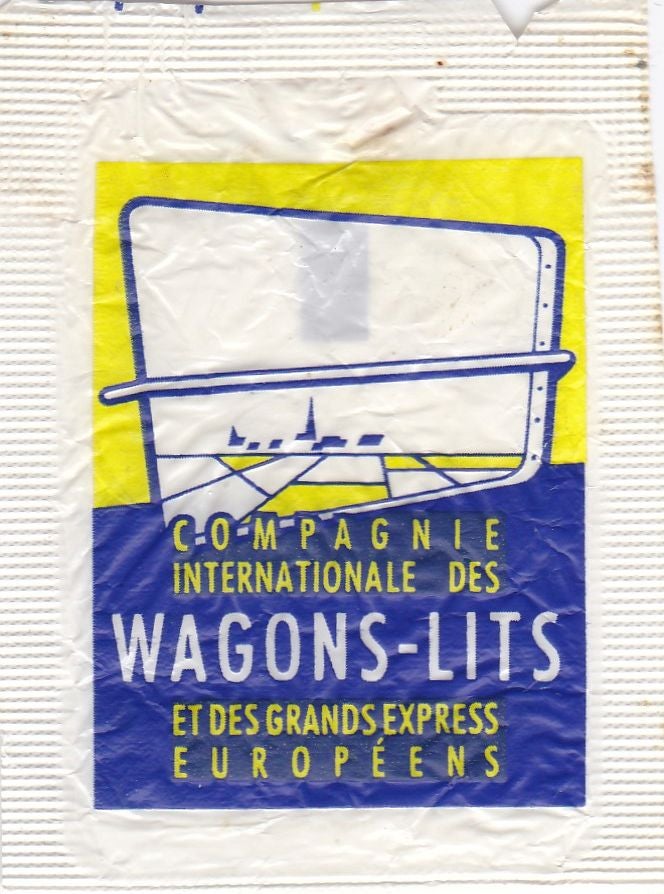 COMPAGNIE
INTERNATIONALE DES
WAGONS-LITS
ET DES GRANDS EXPRESS
EUROPÉENS